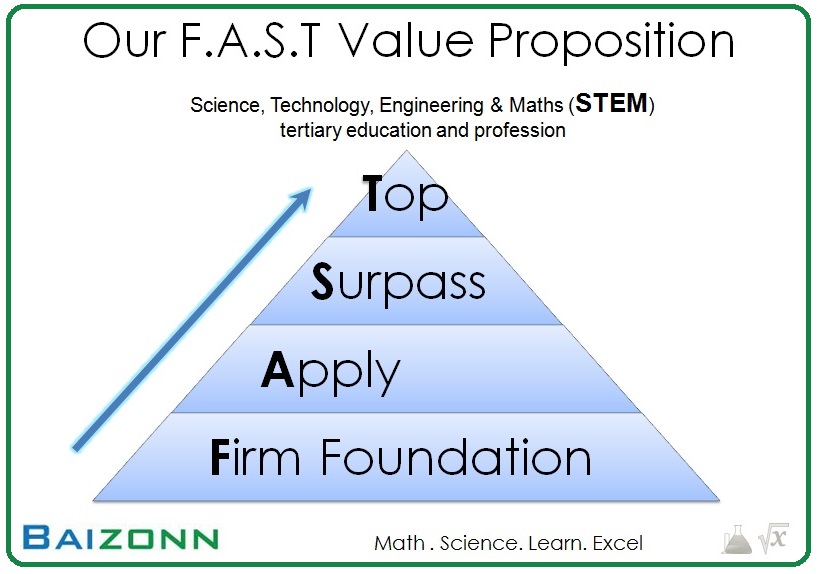 Our F.A.S.T Value Proposition
Science, Technology, Engineering & Maths (STEM)
tertiary education and profession
Top
Surpass
Apply
Firm Foundation
BAIZONN
Math . Science. Learn. Excel
√x